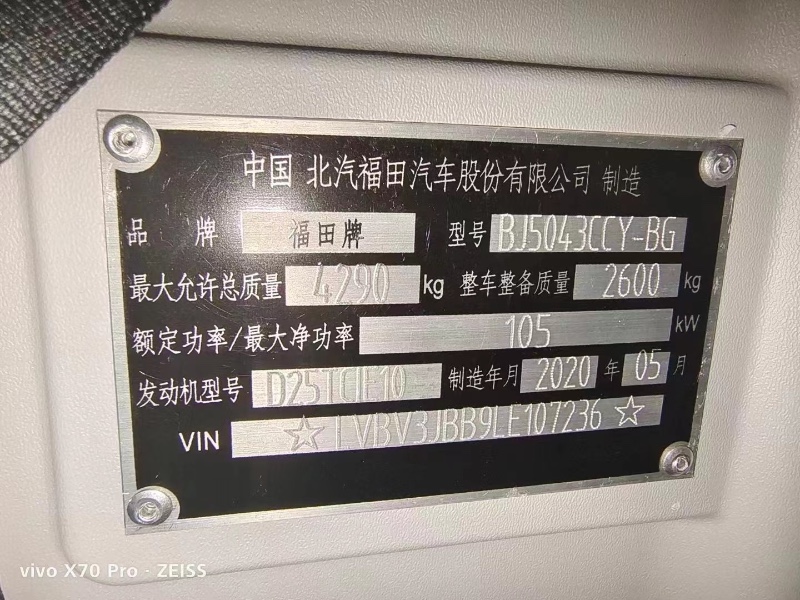 中国 北汽福田汽车股份有限公司 制造
品 牌 福田牌 型号 BJ5043CCY-BG
最大允许总质量 4290 kg 整车整备质量 2600 kg
额定功率/最大净功率 105 kW
发动机型号 D25TCIE10 制造年月 2020 年 05 月
VIN ☆LVBV3JBB9LE107236☆
vivo X70 Pro · ZEISS